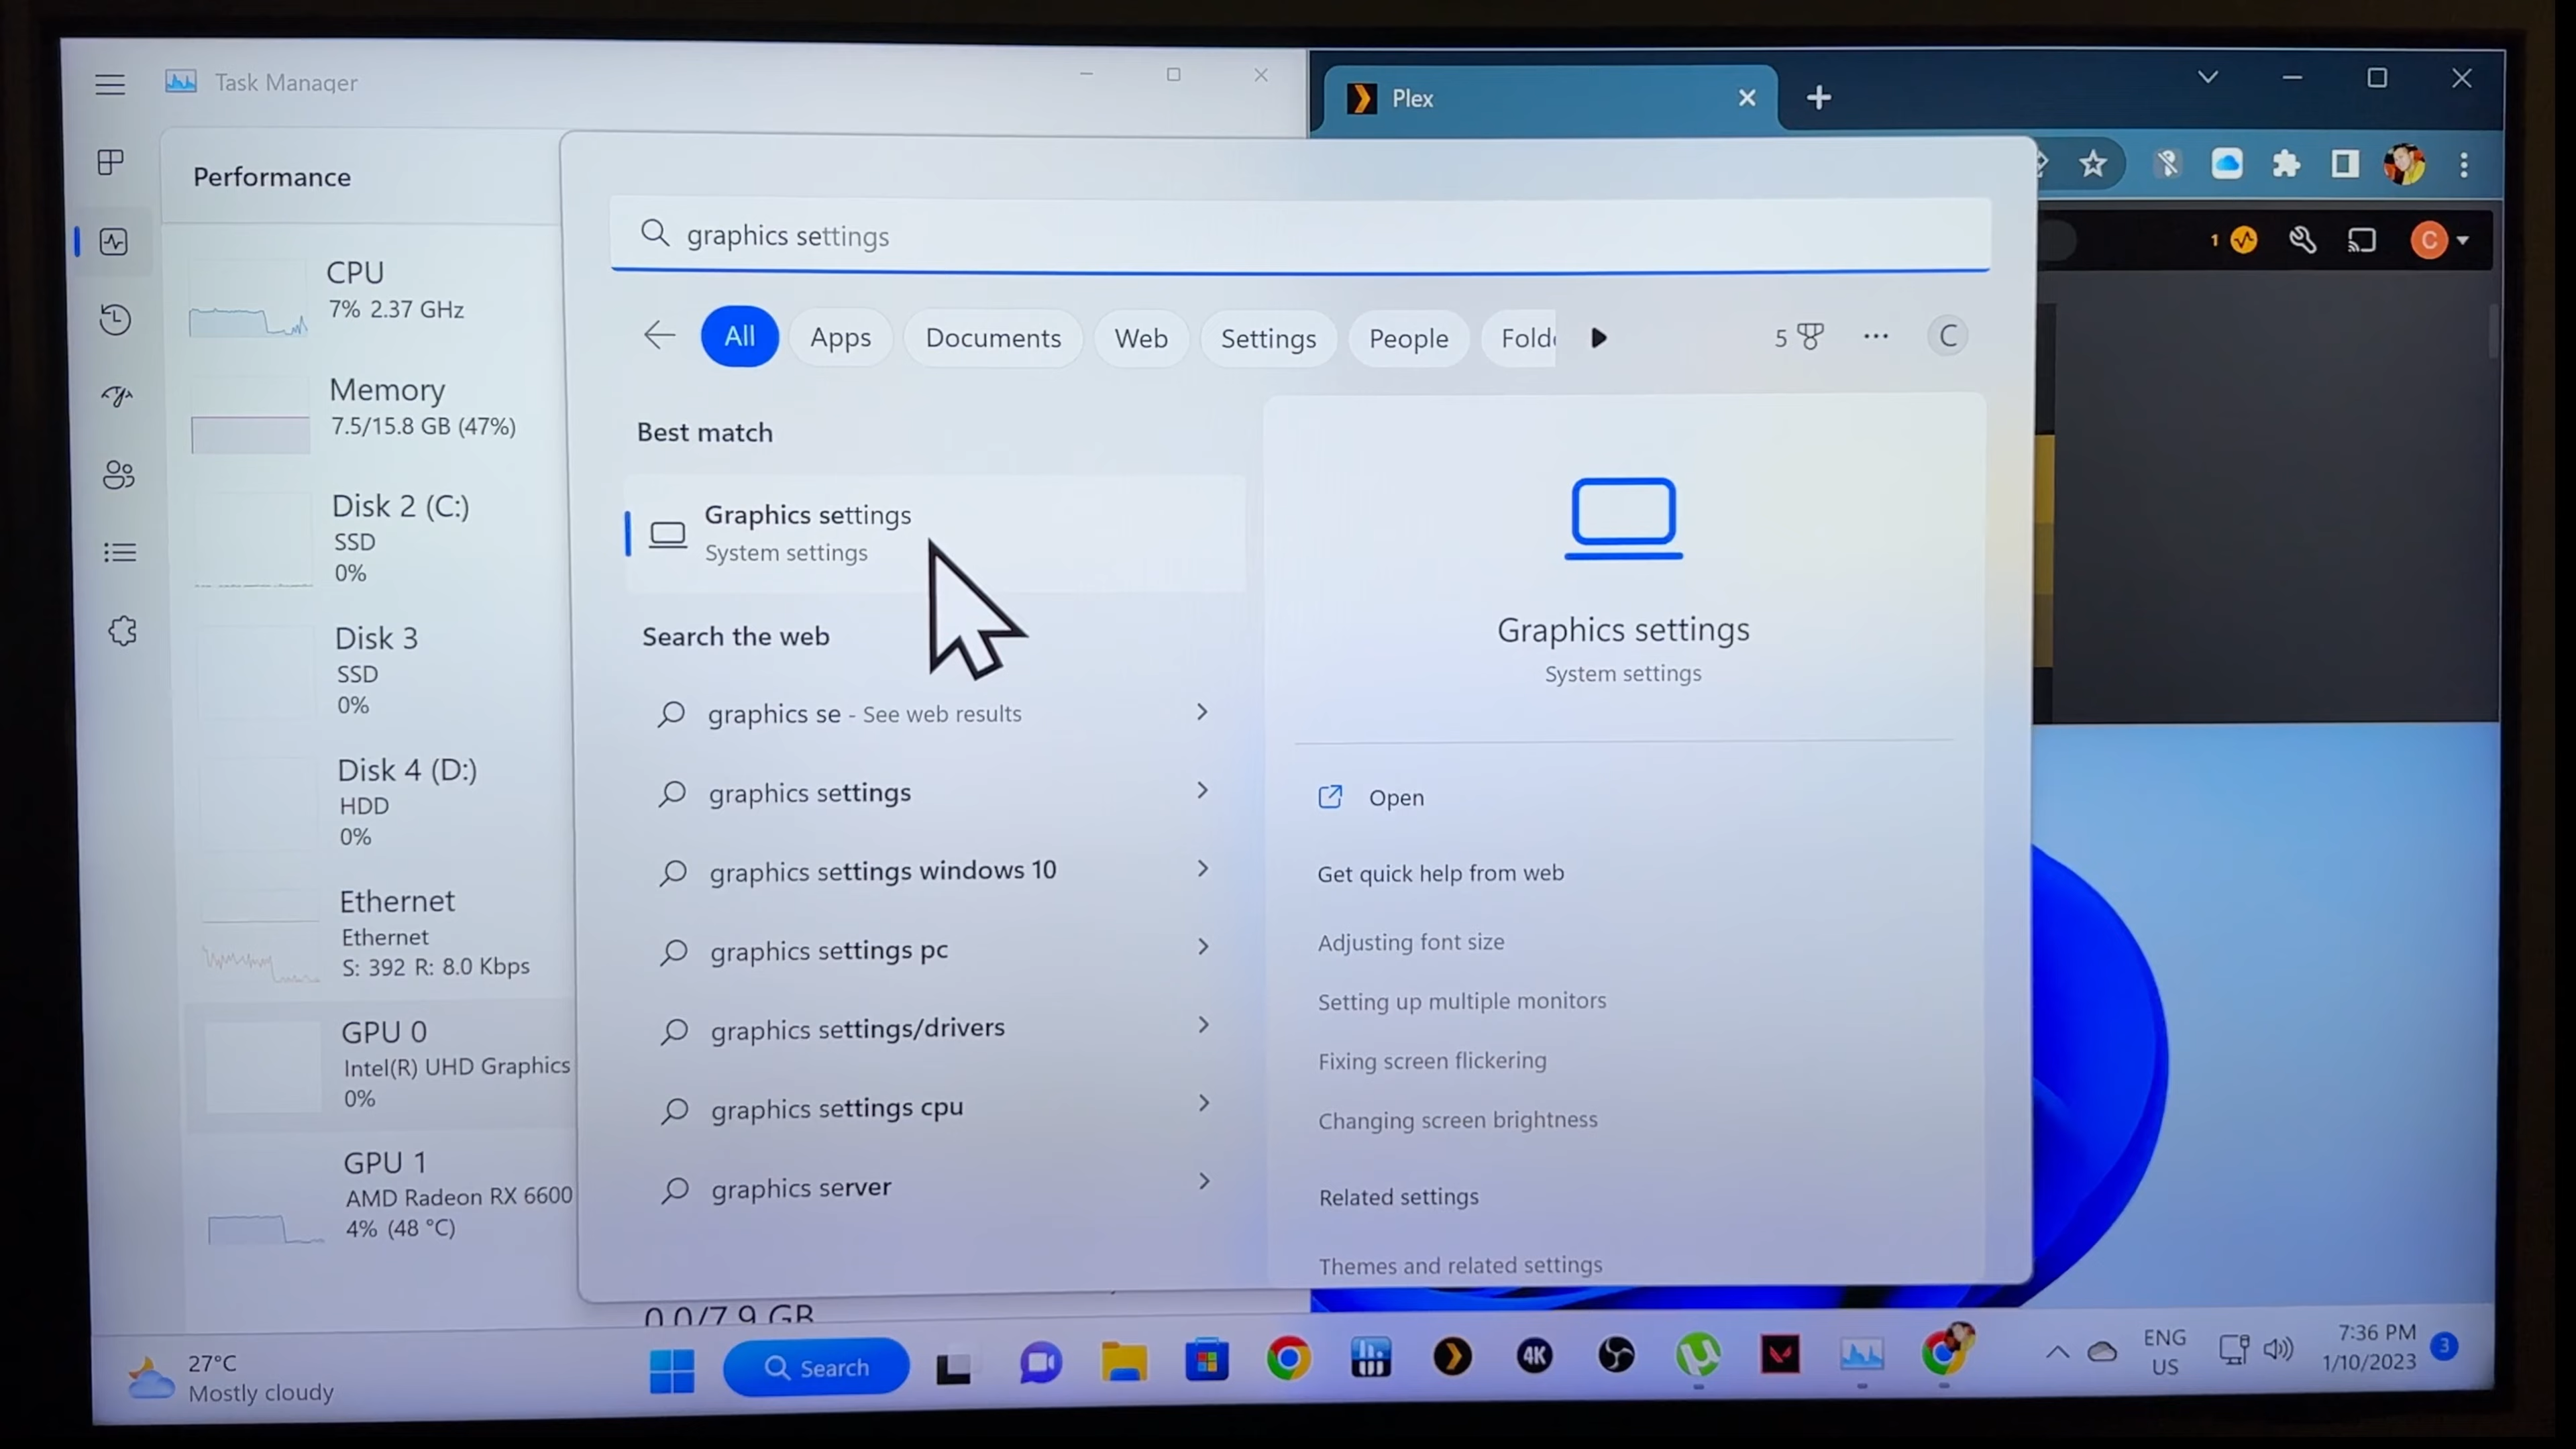 Task Manager
Performance
CPU
7% 2.37 GHz
Memory
7.5/15.8 GB (47%)
Disk 2 (C:)
SSD
0%
Disk 3
SSD
0%
Disk 4 (D:)
HDD
0%
Ethernet
Ethernet
S: 392 R: 8.0 Kbps
GPU 0
Intel(R) UHD Graphics
0%
GPU 1
AMD Radeon RX 6600
4% (48 °C)
Plex
1
C
graphics settings
All
Apps
Documents
Web
Settings
People
5
C
Best match
Graphics settings
System settings
Search the web
graphics se - See web results
graphics settings
graphics settings windows 10
graphics settings pc
graphics settings/drivers
graphics settings cpu
graphics server
Graphics settings
System settings
Open
Get quick help from web
Adjusting font size
Setting up multiple monitors
Fixing screen flickering
Changing screen brightness
Related settings
Themes and related settings
0.0/7.9 GB
27°C
Mostly cloudy
Search
4K
ENG
US
7:36 PM
1/10/2023
3